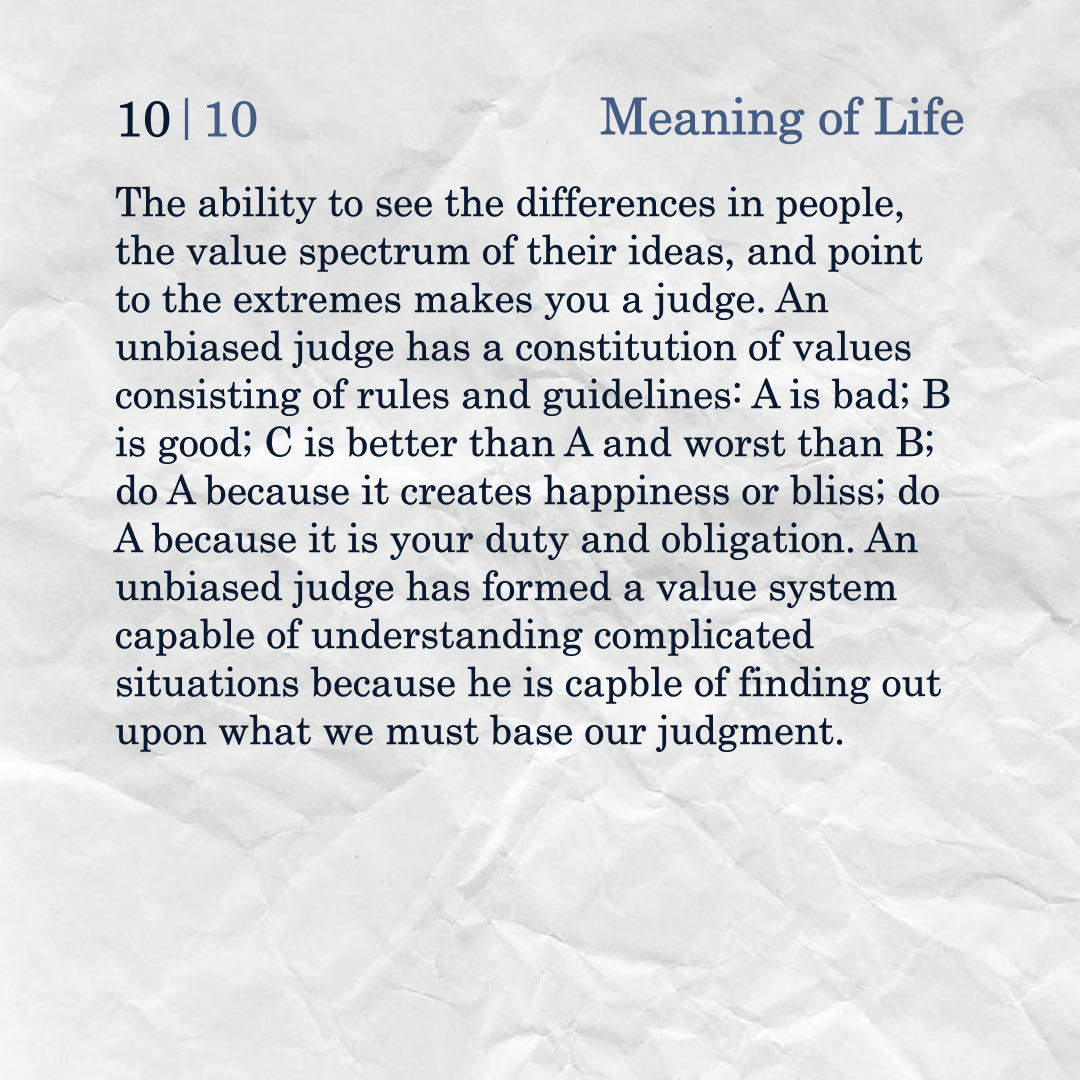 10 | 10 Meaning of Life
The ability to see the differences in people,
the value spectrum of their ideas, and point
to the extremes makes you a judge. An
unbiased judge has a constitution of values
consisting of rules and guidelines: A is bad; B
is good; C is better than A and worst than B;
do A because it creates happiness or bliss; do
A because it is your duty and obligation. An
unbiased judge has formed a value system
capable of understanding complicated
situations because he is capble of finding out
upon what we must base our judgment.